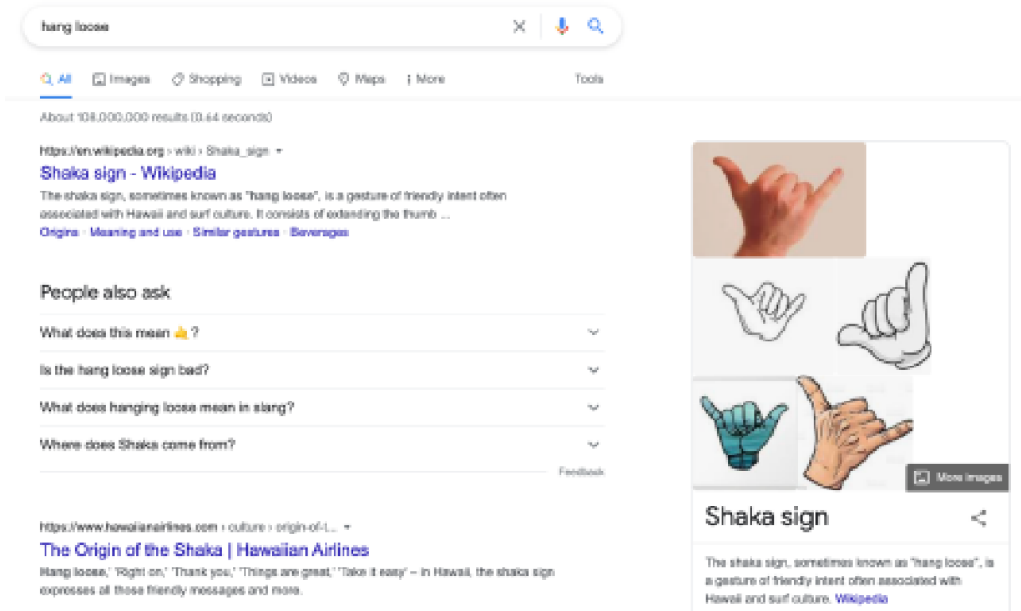 hang loose
All Images Shopping Videos Maps More Tools
About 108,000,000 results (0.64 seconds)
https://en.wikipedia.org › wiki › Shaka_sign
Shaka sign - Wikipedia
The shaka sign, sometimes known as "hang loose", is a gesture of friendly intent often
associated with Hawaii and surf culture. It consists of extending the thumb ...
Origins · Meaning and use · Similar gestures · Beverages
People also ask
What does this mean 🤙 ?
Is the hang loose sign bad?
What does hanging loose mean in slang?
Where does Shaka come from?
Feedback
https://www.hawaiianairlines.com › culture › origin-of-t...
The Origin of the Shaka | Hawaiian Airlines
Hang loose,' 'Right on,' 'Thank you,' 'Things are great,' 'Take it easy' – in Hawaii, the shaka sign
expresses all those friendly messages and more.
More images
Shaka sign
The shaka sign, sometimes known as "hang loose", is
a gesture of friendly intent often associated with
Hawaii and surf culture. Wikipedia